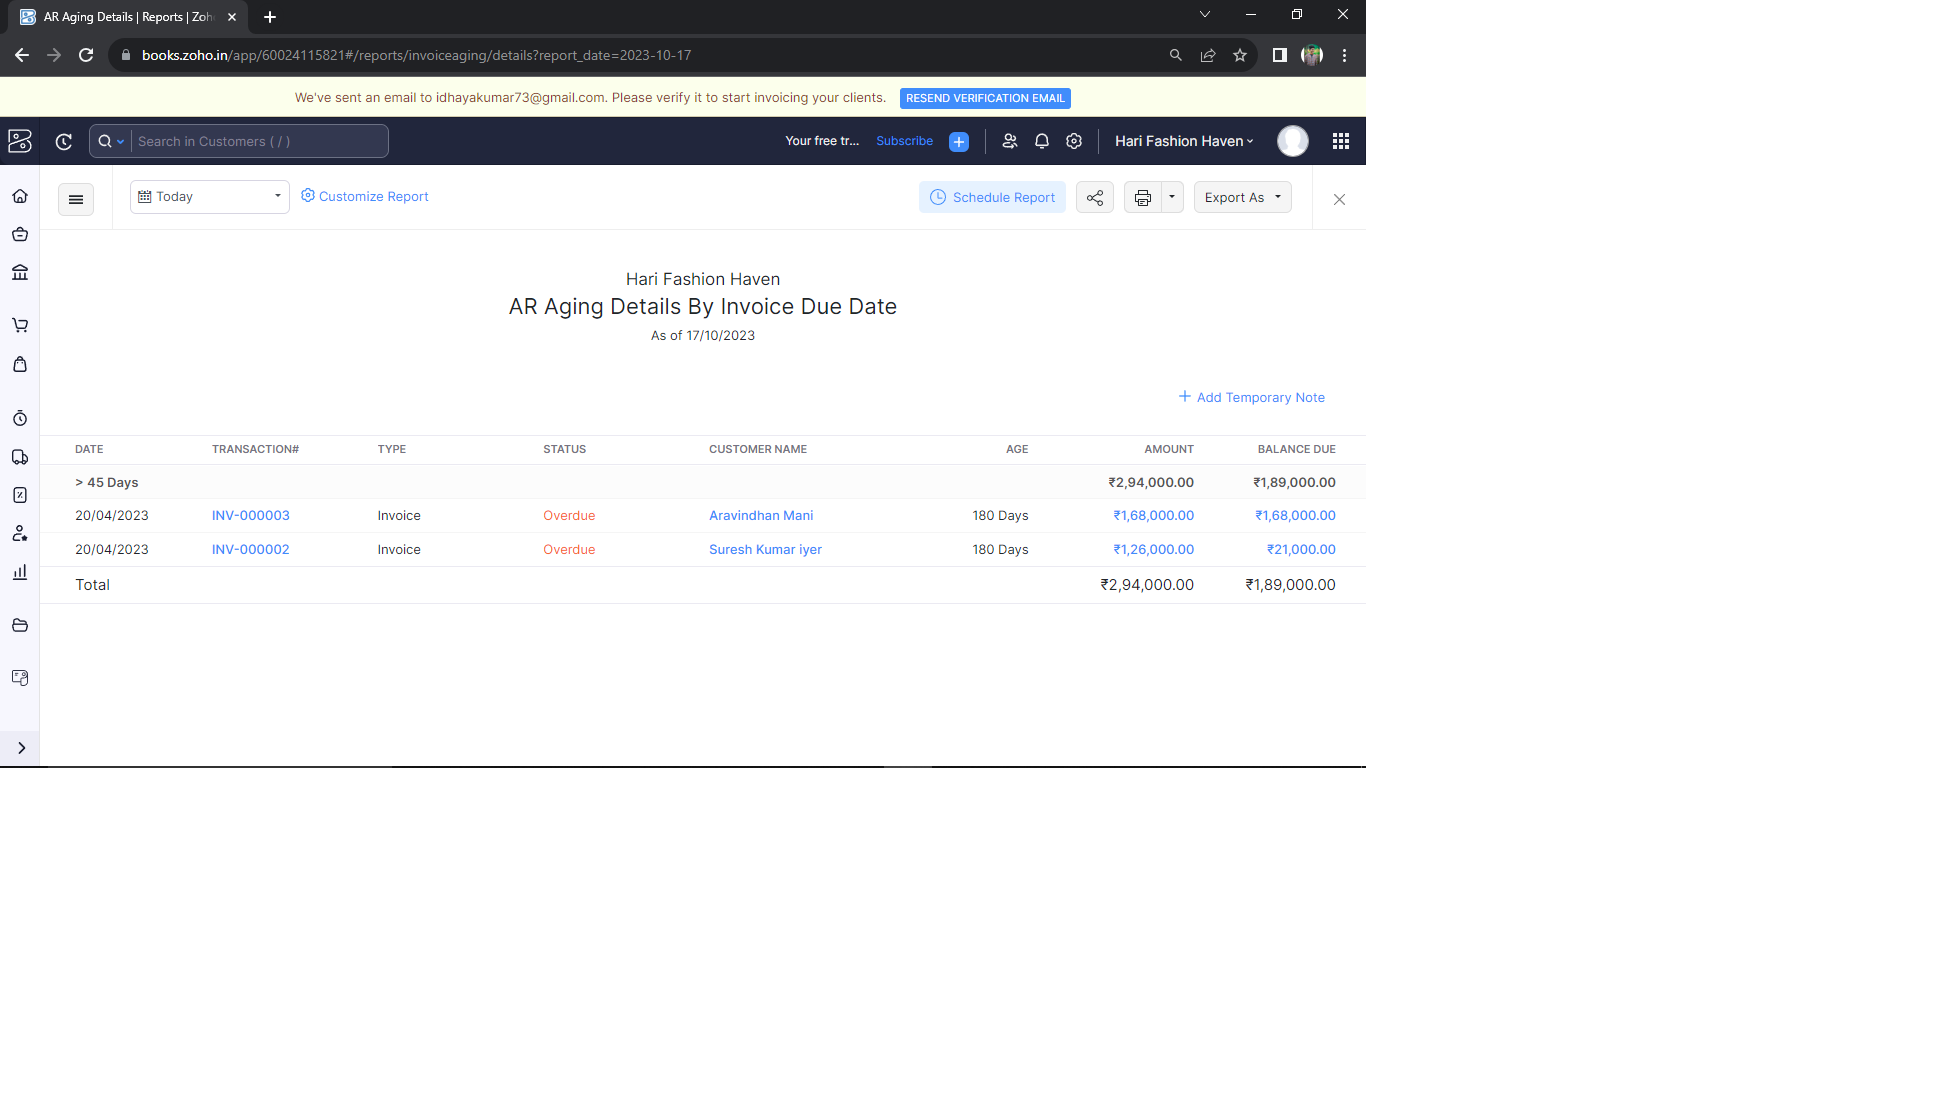 AR Aging Details | Reports | Zoh
books.zoho.in/app/60024115821#/reports/invoiceaging/details?report_date=2023-10-17
We've sent an email to idhayakumar73@gmail.com. Please verify it to start invoicing your clients. RESEND VERIFICATION EMAIL
Search in Customers ( / ) Your free tr... Subscribe Hari Fashion Haven
Today Customize Report Schedule Report Export As
Hari Fashion Haven
AR Aging Details By Invoice Due Date
As of 17/10/2023
+ Add Temporary Note
DATE TRANSACTION# TYPE STATUS CUSTOMER NAME AGE AMOUNT BALANCE DUE
> 45 Days ₹2,94,000.00 ₹1,89,000.00
20/04/2023 INV-000003 Invoice Overdue Aravindhan Mani 180 Days ₹1,68,000.00 ₹1,68,000.00
20/04/2023 INV-000002 Invoice Overdue Suresh Kumar iyer 180 Days ₹1,26,000.00 ₹21,000.00
Total ₹2,94,000.00 ₹1,89,000.00